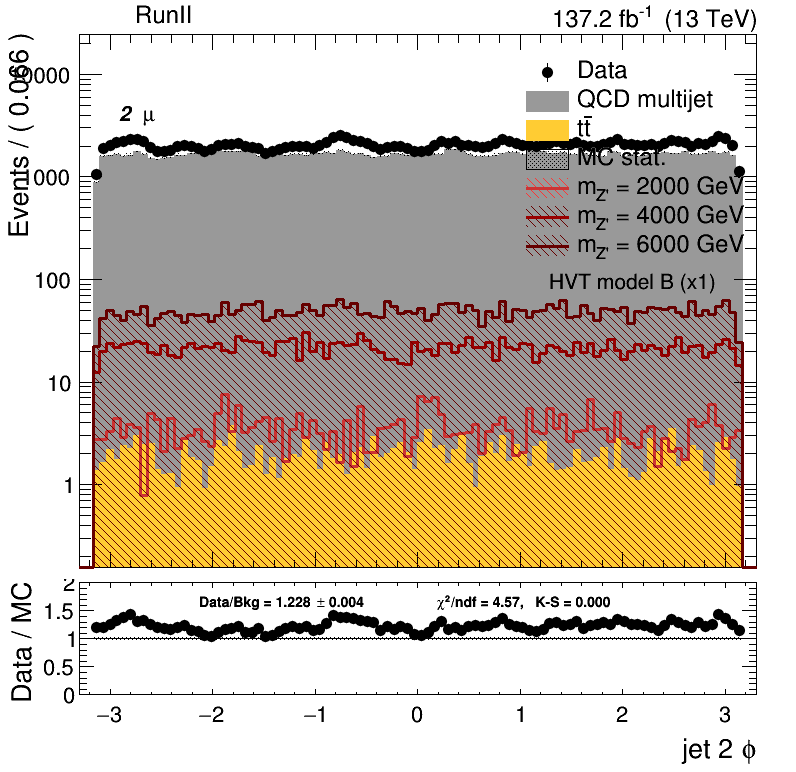 RunII
137.2 fb⁻¹ (13 TeV)
Events / ( 0.066 )
2 μ
Data
QCD multijet
tt̅
MC stat.
m_Z' = 2000 GeV
m_Z' = 4000 GeV
m_Z' = 6000 GeV
HVT model B (x1)
10000
1000
100
10
1
Data / MC
2
1.5
1
0.5
0
Data/Bkg = 1.228 ± 0.004
χ²/ndf = 4.57, K-S = 0.000
−3 −2 −1 0 1 2 3
jet 2 ϕ